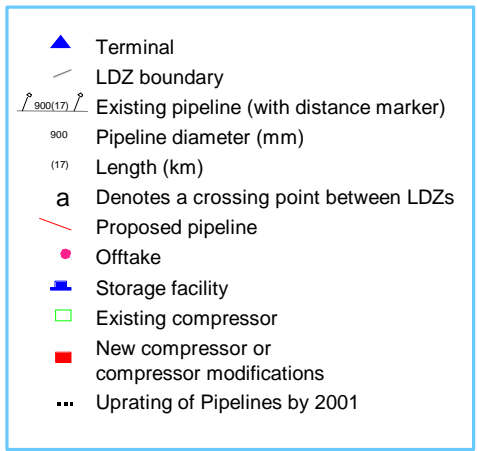 Terminal
LDZ boundary
900(17) Existing pipeline (with distance marker)
900 Pipeline diameter (mm)
(17) Length (km)
a Denotes a crossing point between LDZs
Proposed pipeline
Offtake
Storage facility
Existing compressor
New compressor or
compressor modifications
Uprating of Pipelines by 2001